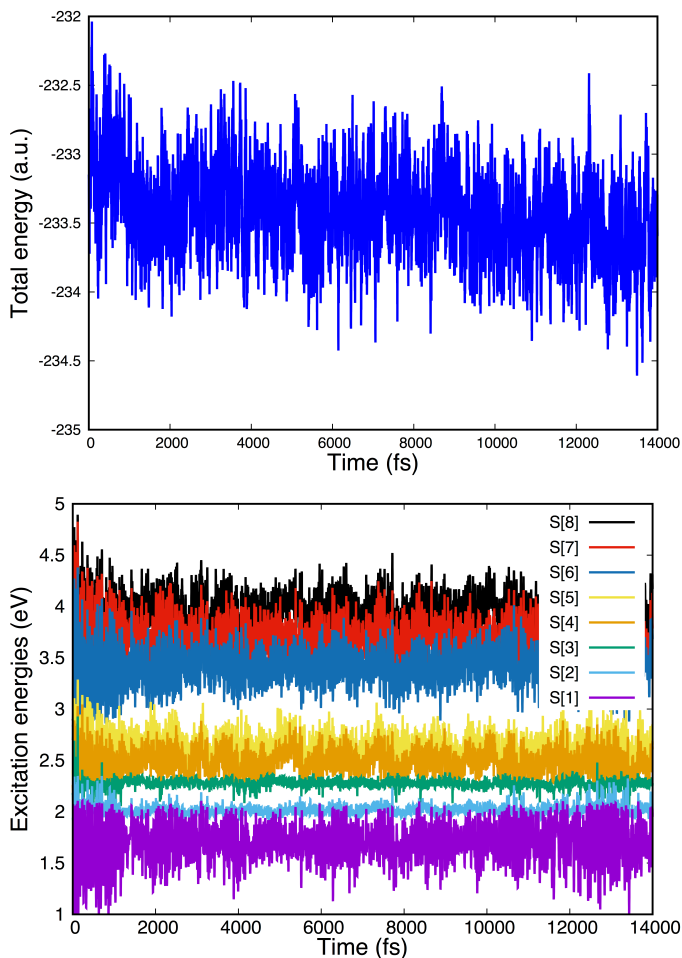 -232
-232.5
-233
-233.5
-234
-234.5
-235
Total energy (a.u.)
0 2000 4000 6000 8000 10000 12000 14000
Time (fs)
5
4.5
4
3.5
3
2.5
2
1.5
1
Excitation energies (eV)
S[8]
S[7]
S[6]
S[5]
S[4]
S[3]
S[2]
S[1]
0 2000 4000 6000 8000 10000 12000 14000
Time (fs)